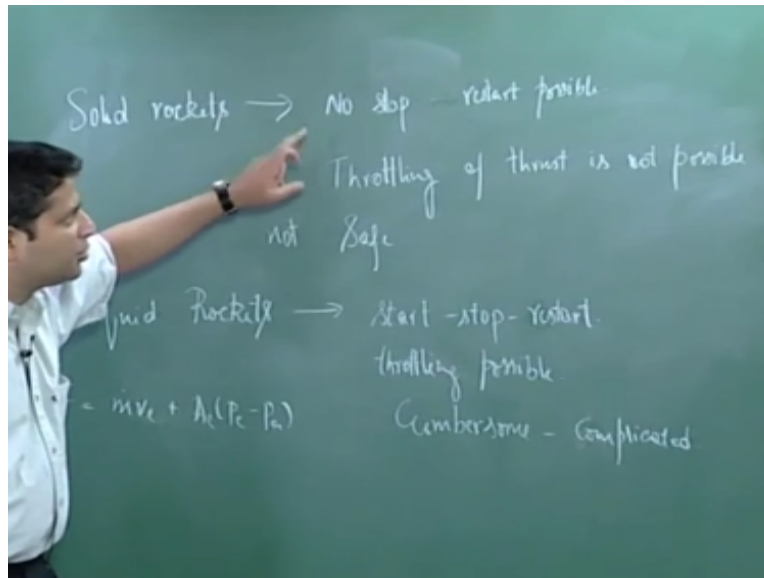 Solid rockets → No stop - restart possible
Throttling of thrust is not possible
not Safe
quid Rockets → Start-stop-restart.
throttling possible.
= ṁve + Ae(Pe-Pa)
Cumbersome - Complicated